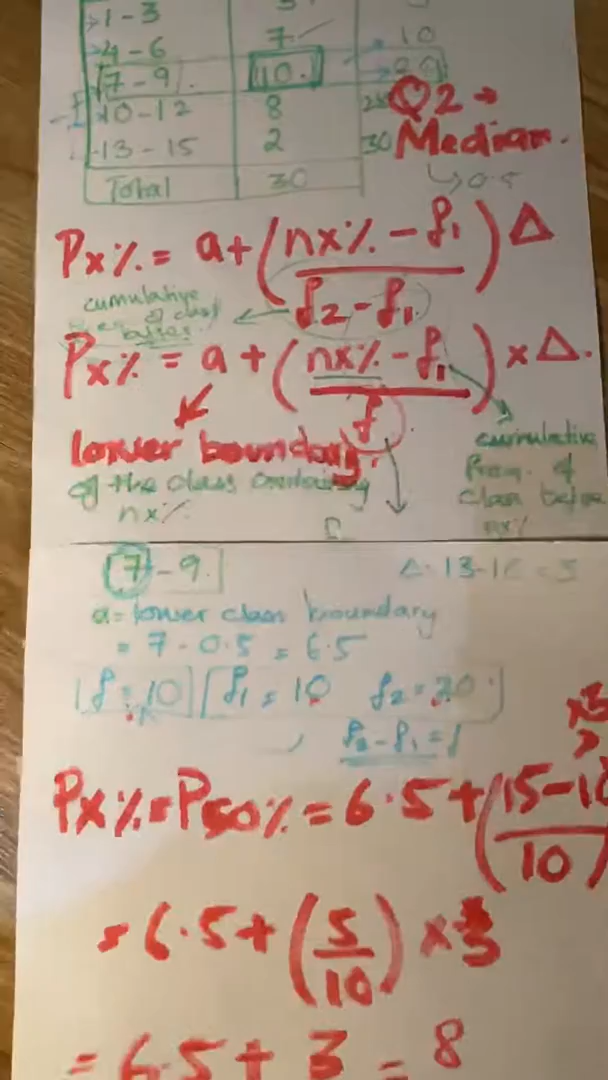 1-3
4-6 7 10
7-9 10
10-12 8
13-15 2 30
Total 30
Q2 →
Median.
↳0.5
Px% = a+(nx% - f1 / f2 - f1) Δ
cumulative
Px% = a + (nx% - f1 / f) × Δ.
lower boundary
of the class containing
nx%
cumulative
freq. of
class before
nx%
7-9
a= lower class boundary
= 7 - 0.5 = 6.5
f = 10 f1 = 10 f2 = 20
f2 - f1 = f
Px% = P50% = 6.5 + (15 - 10 / 10) ×3
= 6.5 + (5 / 10) × 3
= 6.5 + 3 = 8